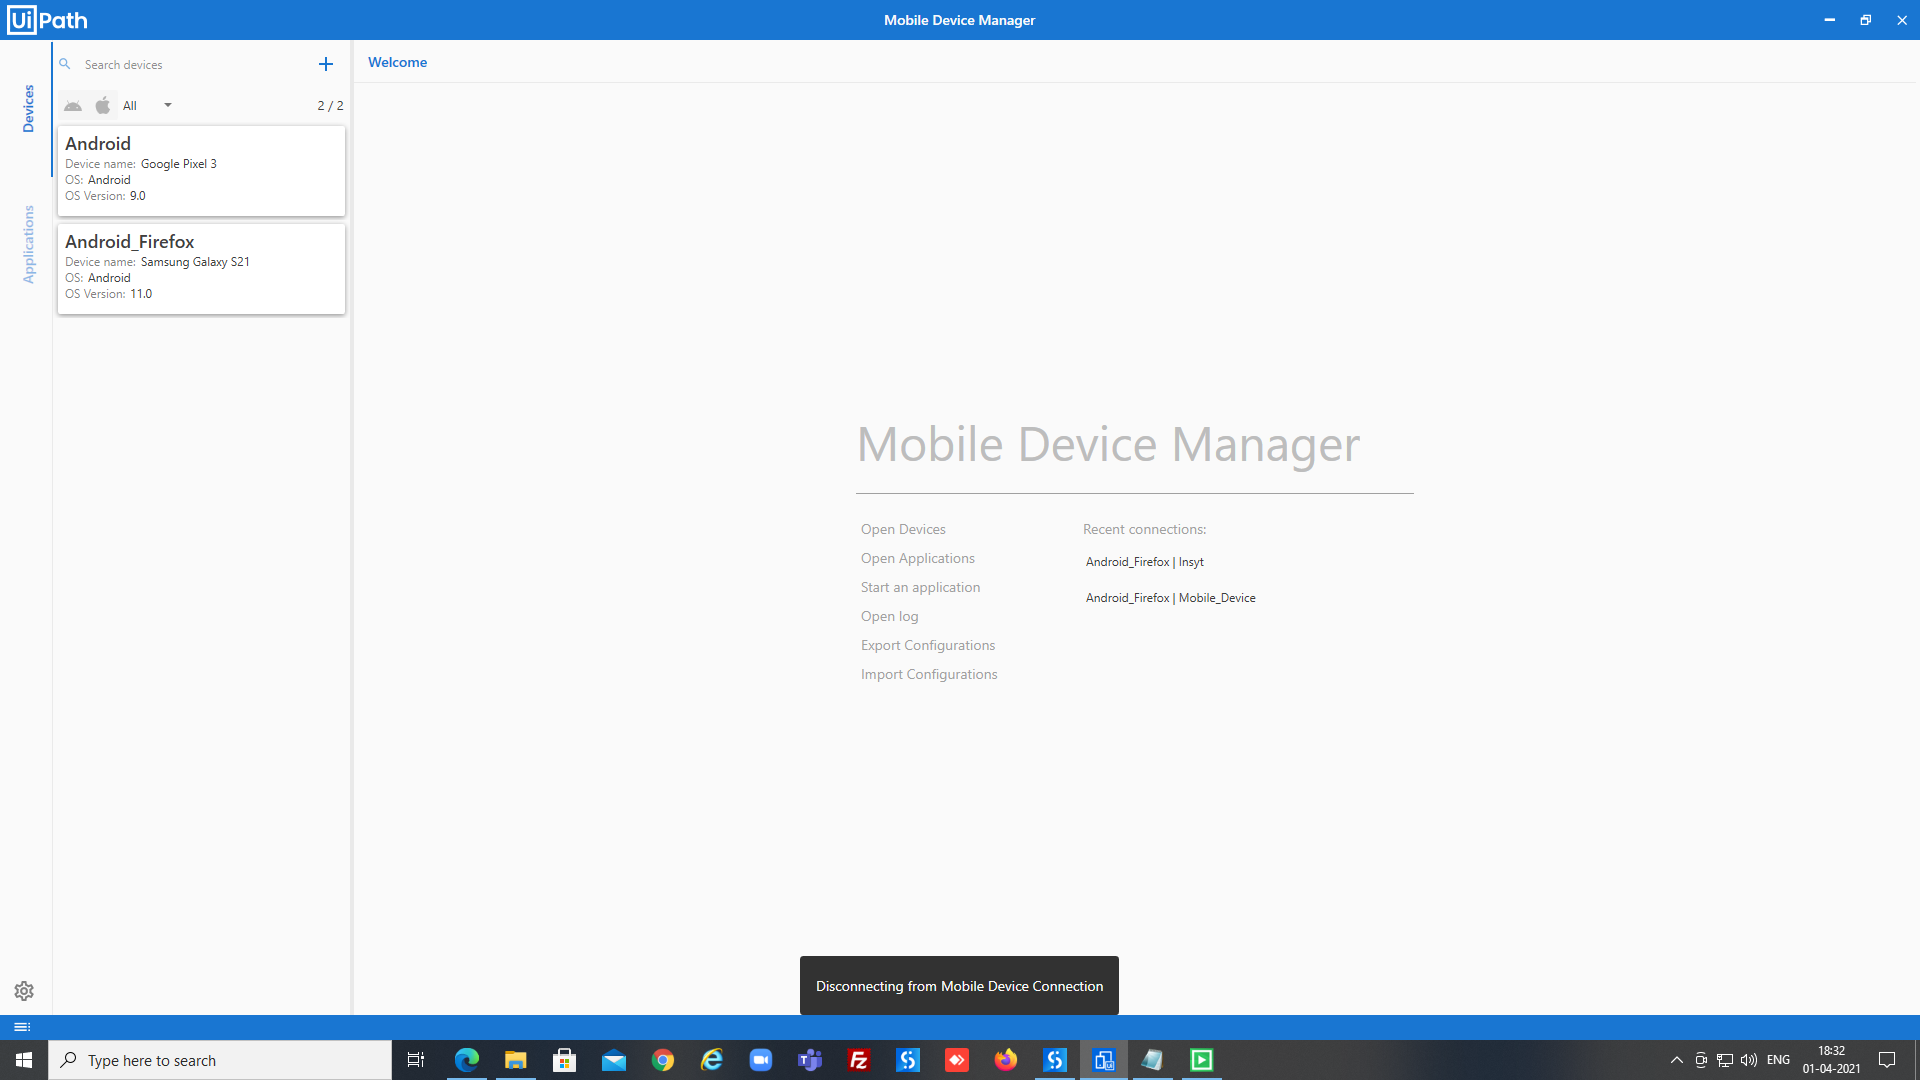 UiPath
Mobile Device Manager
Devices
Applications
Search devices
All
2 / 2
Android
Device name: Google Pixel 3
OS: Android
OS Version: 9.0
Android_Firefox
Device name: Samsung Galaxy S21
OS: Android
OS Version: 11.0
Welcome
Mobile Device Manager
Open Devices
Open Applications
Start an application
Open log
Export Configurations
Import Configurations
Recent connections:
Android_Firefox | Insyt
Android_Firefox | Mobile_Device
Disconnecting from Mobile Device Connection
Type here to search
ENG
18:32
01-04-2021